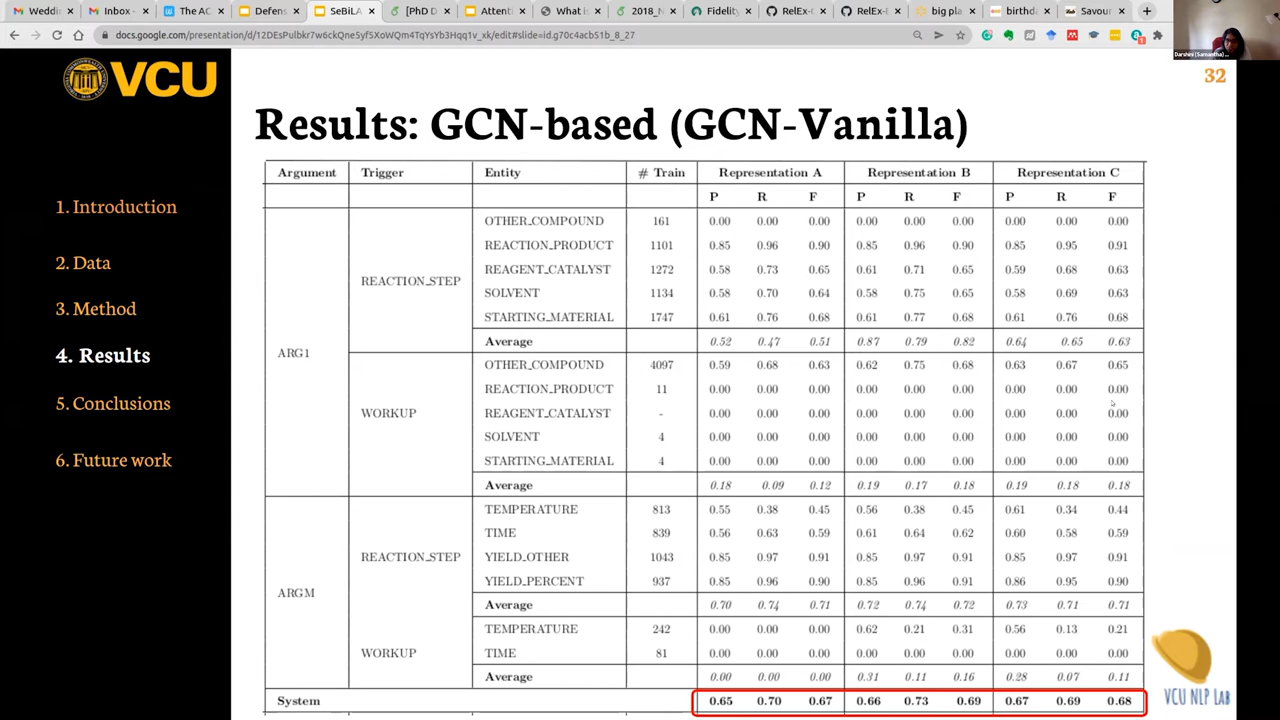 Wedding
Inbox -
The AC
Defens
SeBiLA
[PhD D
Attenti
What is
2018_N
Fidelity
RelEx-
RelEx-
big pla
birthda
Savour
docs.google.com/presentation/d/
/edit#slide=id.g70c4acb51b_8_27
VCU
32
Results: GCN-based (GCN-Vanilla)
1. Introduction
2. Data
3. Method
4. Results
5. Conclusions
6. Future work
Argument Trigger Entity # Train Representation A Representation B Representation C
P R F P R F P R F
OTHER_COMPOUND 161 0.00 0.00 0.00 0.00 0.00 0.00 0.00 0.00 0.00
REACTION_PRODUCT 1101 0.85 0.96 0.90 0.85 0.96 0.90 0.85 0.95 0.91
REAGENT_CATALYST 1272 0.58 0.73 0.65 0.61 0.71 0.65 0.59 0.68 0.63
REACTION_STEP
SOLVENT 1134 0.58 0.70 0.64 0.58 0.75 0.65 0.58 0.69 0.63
STARTING_MATERIAL 1747 0.61 0.76 0.68 0.61 0.77 0.68 0.61 0.76 0.68
Average 0.52 0.47 0.51 0.87 0.79 0.82 0.64 0.65 0.63
ARG1
OTHER_COMPOUND 4097 0.59 0.68 0.63 0.62 0.75 0.68 0.63 0.67 0.65
REACTION_PRODUCT 11 0.00 0.00 0.00 0.00 0.00 0.00 0.00 0.00 0.00
WORKUP REAGENT_CATALYST - 0.00 0.00 0.00 0.00 0.00 0.00 0.00 0.00 0.00
SOLVENT 4 0.00 0.00 0.00 0.00 0.00 0.00 0.00 0.00 0.00
STARTING_MATERIAL 4 0.00 0.00 0.00 0.00 0.00 0.00 0.00 0.00 0.00
Average 0.18 0.09 0.12 0.19 0.17 0.18 0.19 0.18 0.18
TEMPERATURE 813 0.55 0.38 0.45 0.56 0.38 0.45 0.61 0.34 0.44
TIME 839 0.56 0.63 0.59 0.61 0.64 0.62 0.60 0.58 0.59
REACTION_STEP YIELD_OTHER 1043 0.85 0.97 0.91 0.85 0.97 0.91 0.85 0.97 0.91
YIELD_PERCENT 937 0.85 0.96 0.90 0.85 0.96 0.91 0.86 0.95 0.90
ARGM
Average 0.70 0.74 0.71 0.72 0.74 0.72 0.73 0.71 0.71
TEMPERATURE 242 0.00 0.00 0.00 0.62 0.21 0.31 0.56 0.13 0.21
WORKUP TIME 81 0.00 0.00 0.00 0.00 0.00 0.00 0.00 0.00 0.00
Average 0.00 0.00 0.00 0.31 0.11 0.16 0.28 0.07 0.11
System 0.65 0.70 0.67 0.66 0.73 0.69 0.67 0.69 0.68
VCU NLP LAB
Darshini (Samantha)